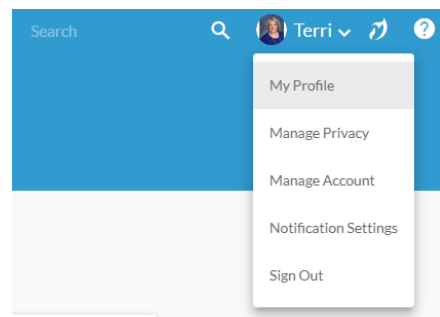 Search Terri ?
My Profile
Manage Privacy
Manage Account
Notification Settings
Sign Out